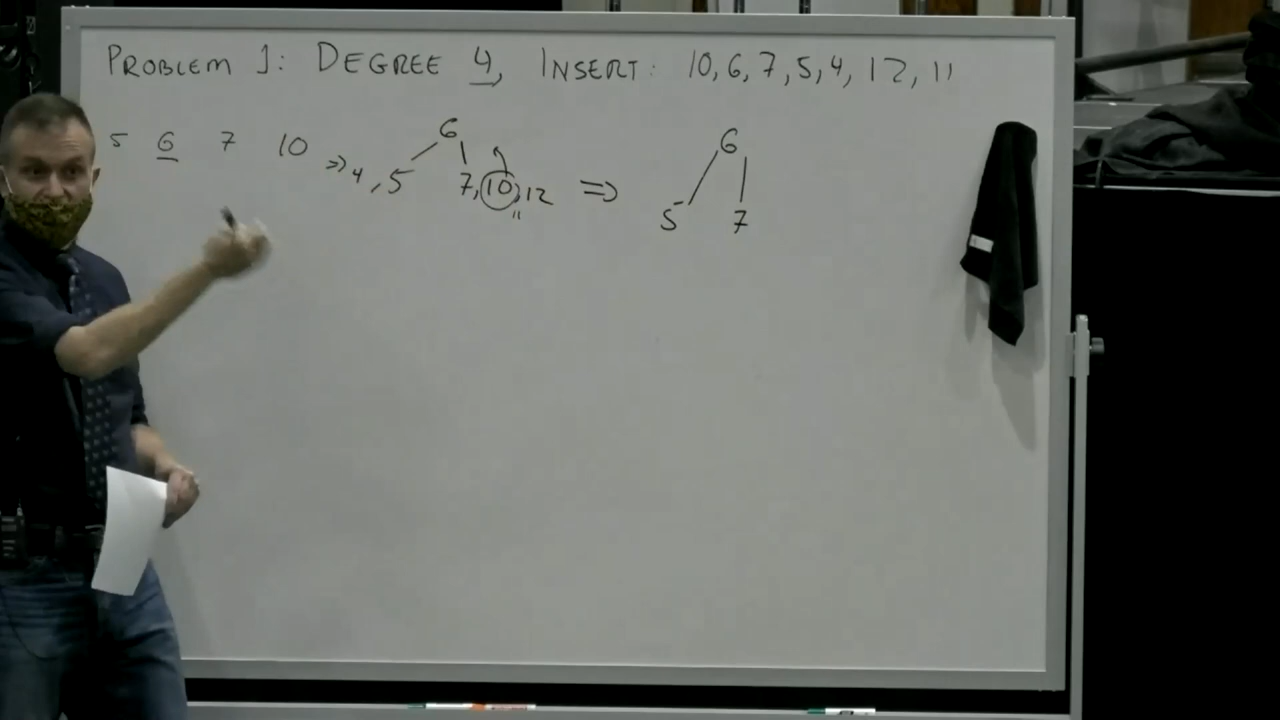 PROBLEM 1: DEGREE 4, INSERT: 10, 6, 7, 5, 4, 12, 11
5 6 7 10 => 4, 5 6 7, 10, 12 11 => 6
5 7